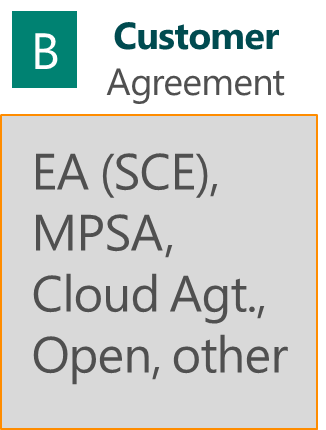 B
Customer
Agreement
EA (SCE),
MPSA,
Cloud Agt.,
Open, other